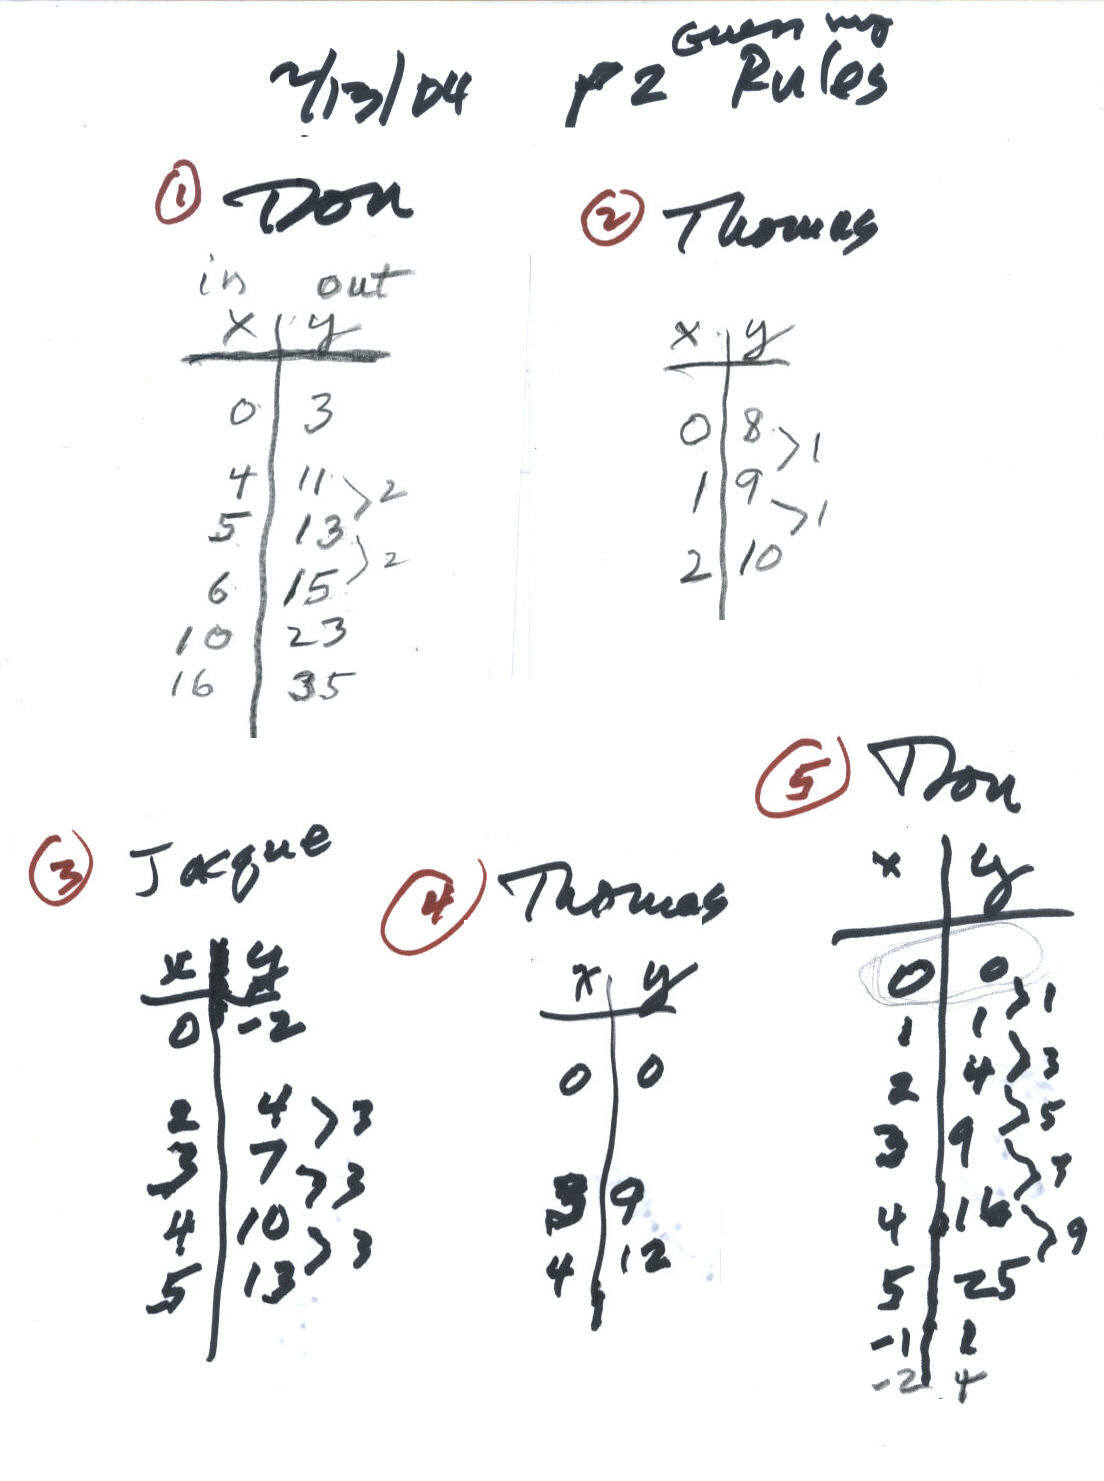 2/13/04 p2 Guess my
Rules
① Don
in out
x y
0 3
4 11
>2
5 13
>2
6 15
10 23
16 35
② Thomas
x y
0 8
>1
1 9
>1
2 10
③ Jacque
x y
0 -2
2 4
>3
3 7
>3
4 10
>3
5 13
④ Thomas
x y
0 0
3 9
4 12
⑤ Don
x y
0 0
>1
1 1
>3
2 4
>5
3 9
>7
4 16
>9
5 25
-1
-2 4